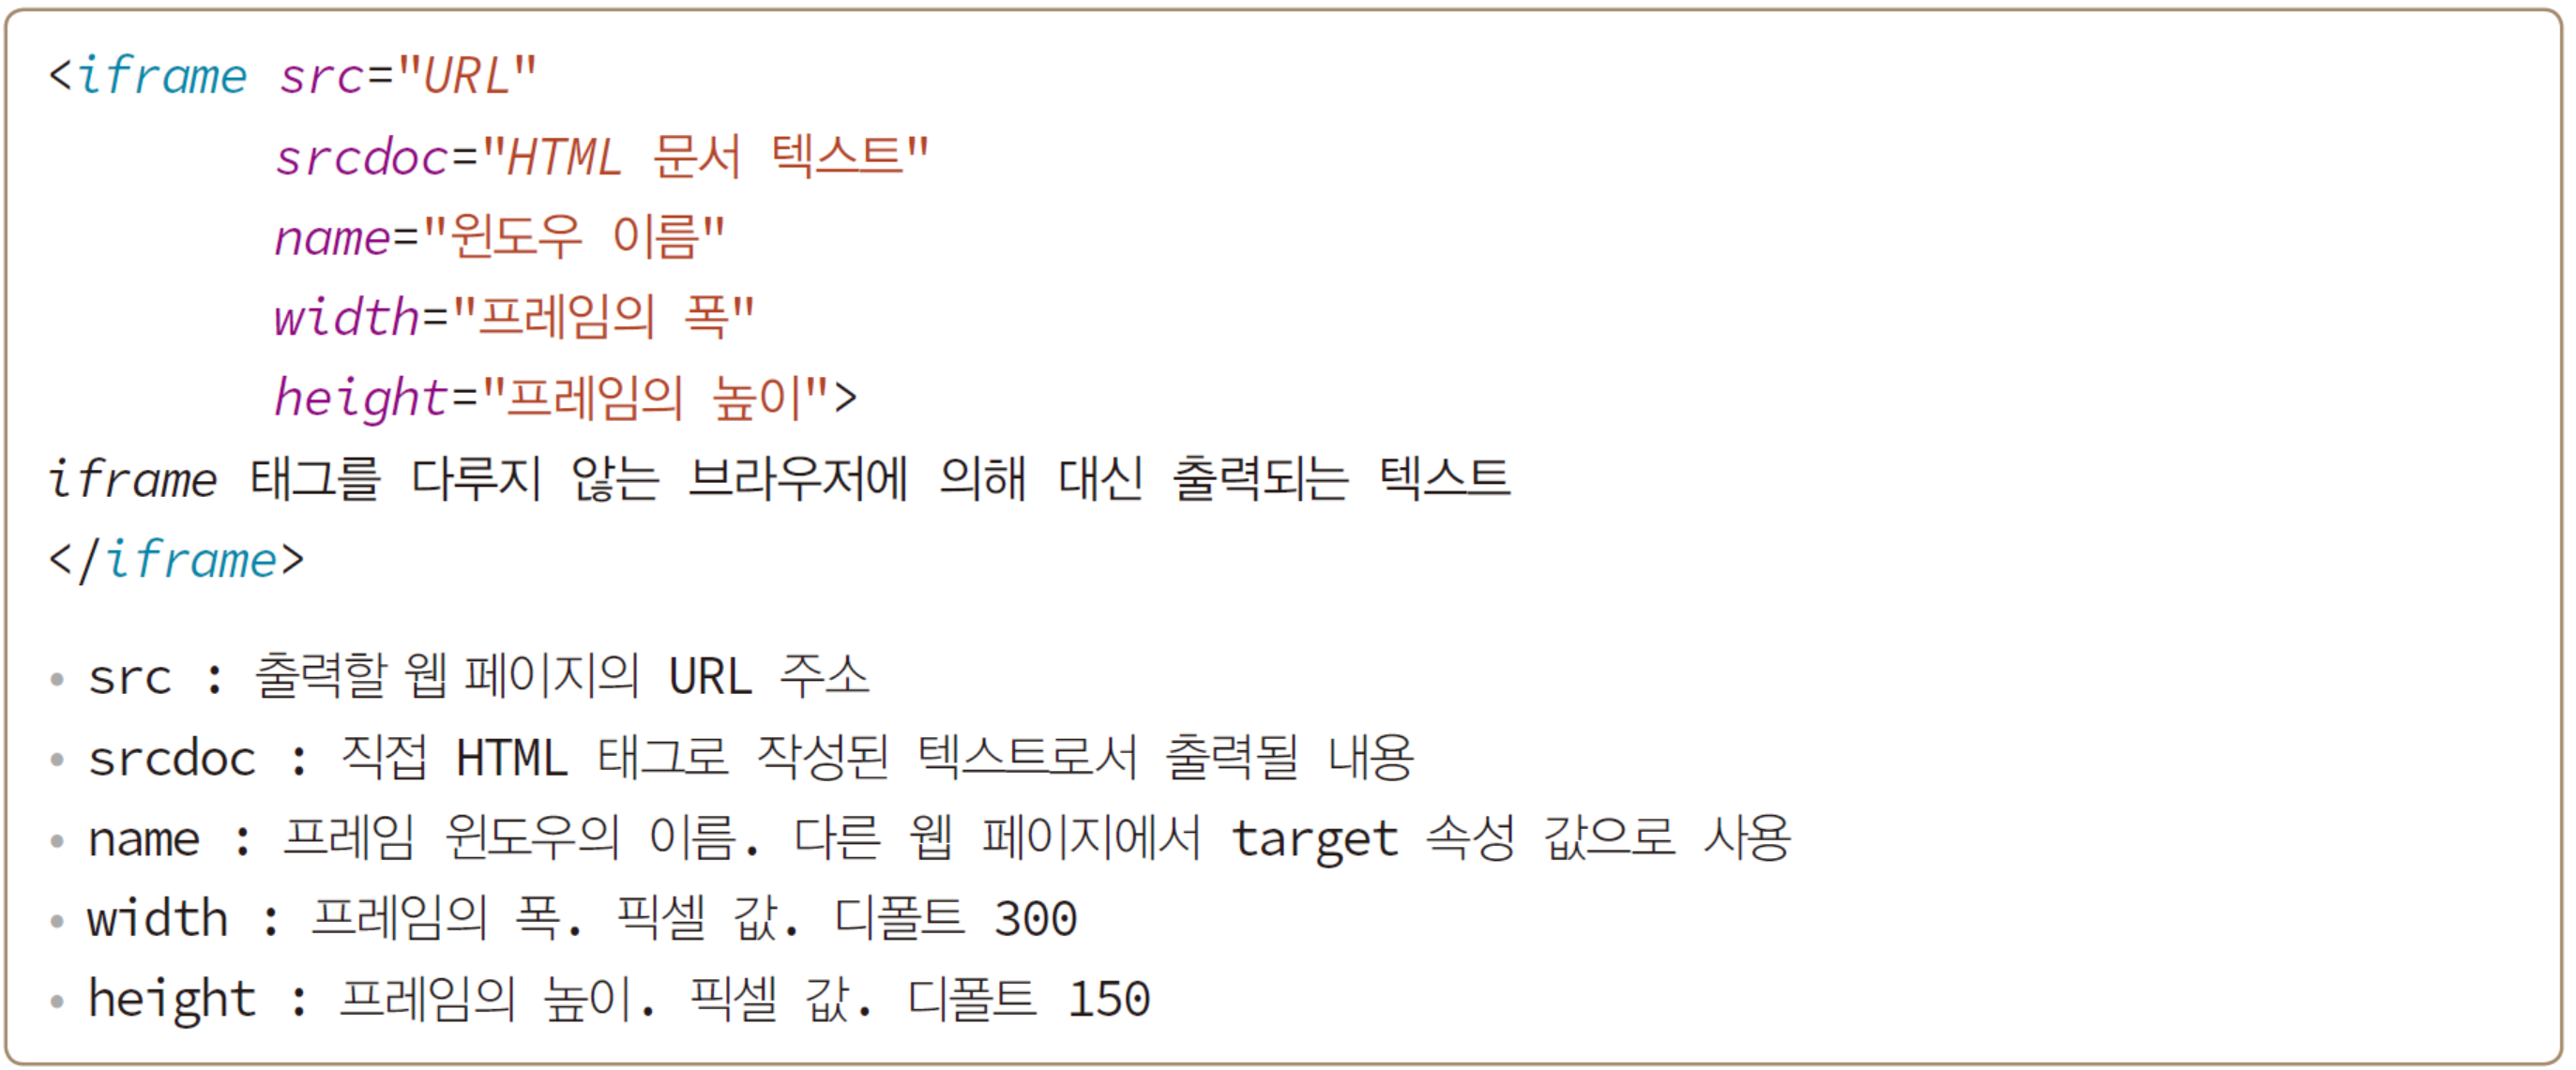 <iframe src="URL"
srcdoc="HTML 문서 텍스트"
name="윈도우 이름"
width="프레임의 폭"
height="프레임의 높이">
iframe 태그를 다루지 않는 브라우저에 의해 대신 출력되는 텍스트
</iframe>
• src : 출력할 웹 페이지의 URL 주소
• srcdoc : 직접 HTML 태그로 작성된 텍스트로서 출력될 내용
• name : 프레임 윈도우의 이름. 다른 웹 페이지에서 target 속성 값으로 사용
• width : 프레임의 폭. 픽셀 값. 디폴트 300
• height : 프레임의 높이. 픽셀 값. 디폴트 150